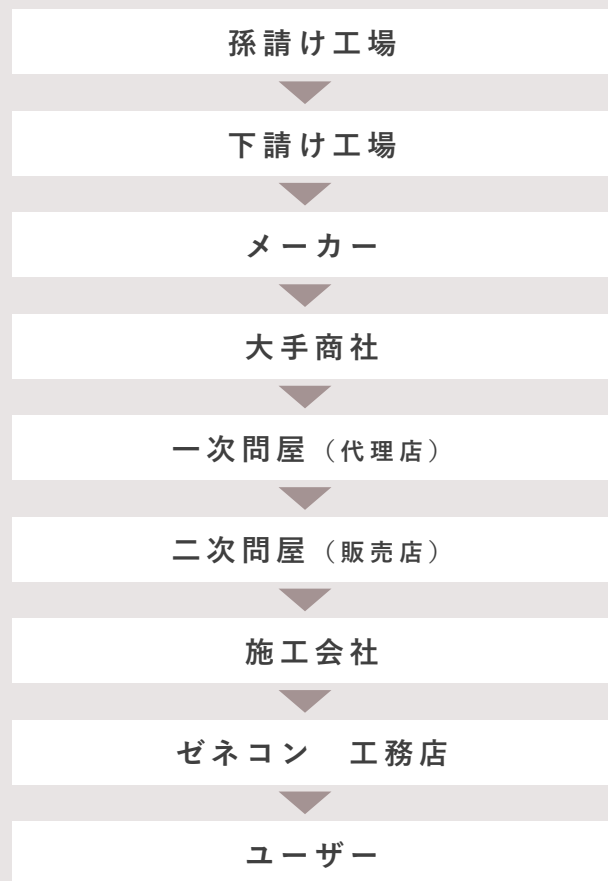 孫請け工場
下請け工場
メーカー
大手商社
一次問屋（代理店）
二次問屋（販売店）
施工会社
ゼネコン　工務店
ユーザー